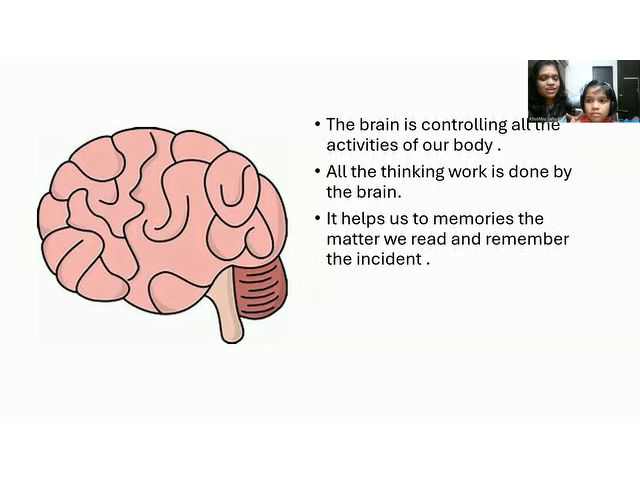 • The brain is controlling all the
activities of our body .
• All the thinking work is done by
the brain.
• It helps us to memories the
matter we read and remember
the incident .